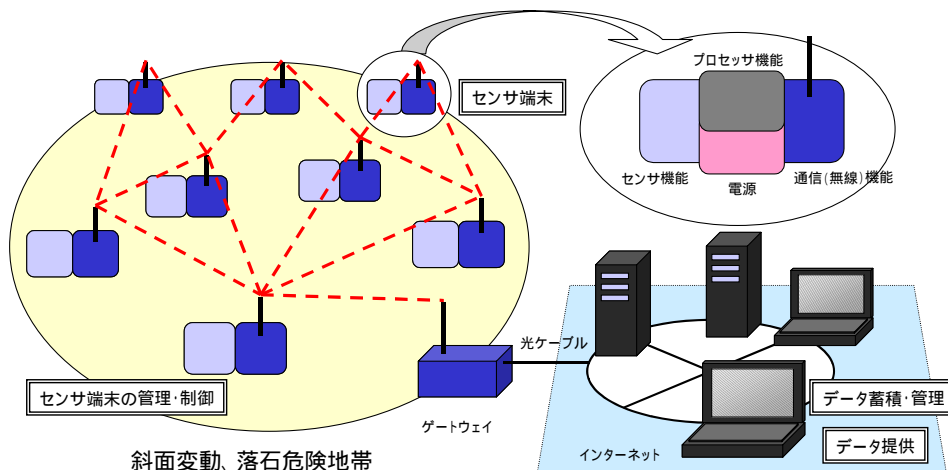 プロセッサ機能
センサ端末
センサ機能
電源
通信(無線)機能
光ケーブル
センサ端末の管理・制御
ゲートウェイ
データ蓄積・管理
データ提供
インターネット
斜面変動、落石危険地帯